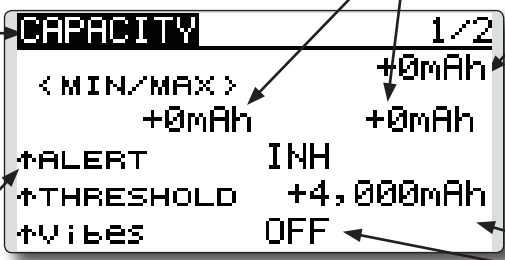 CAPACITY 1/2
+0mAh
<MIN/MAX>
+0mAh +0mAh
↑ALERT INH
↑THRESHOLD +4,000mAh
↑Vibes OFF